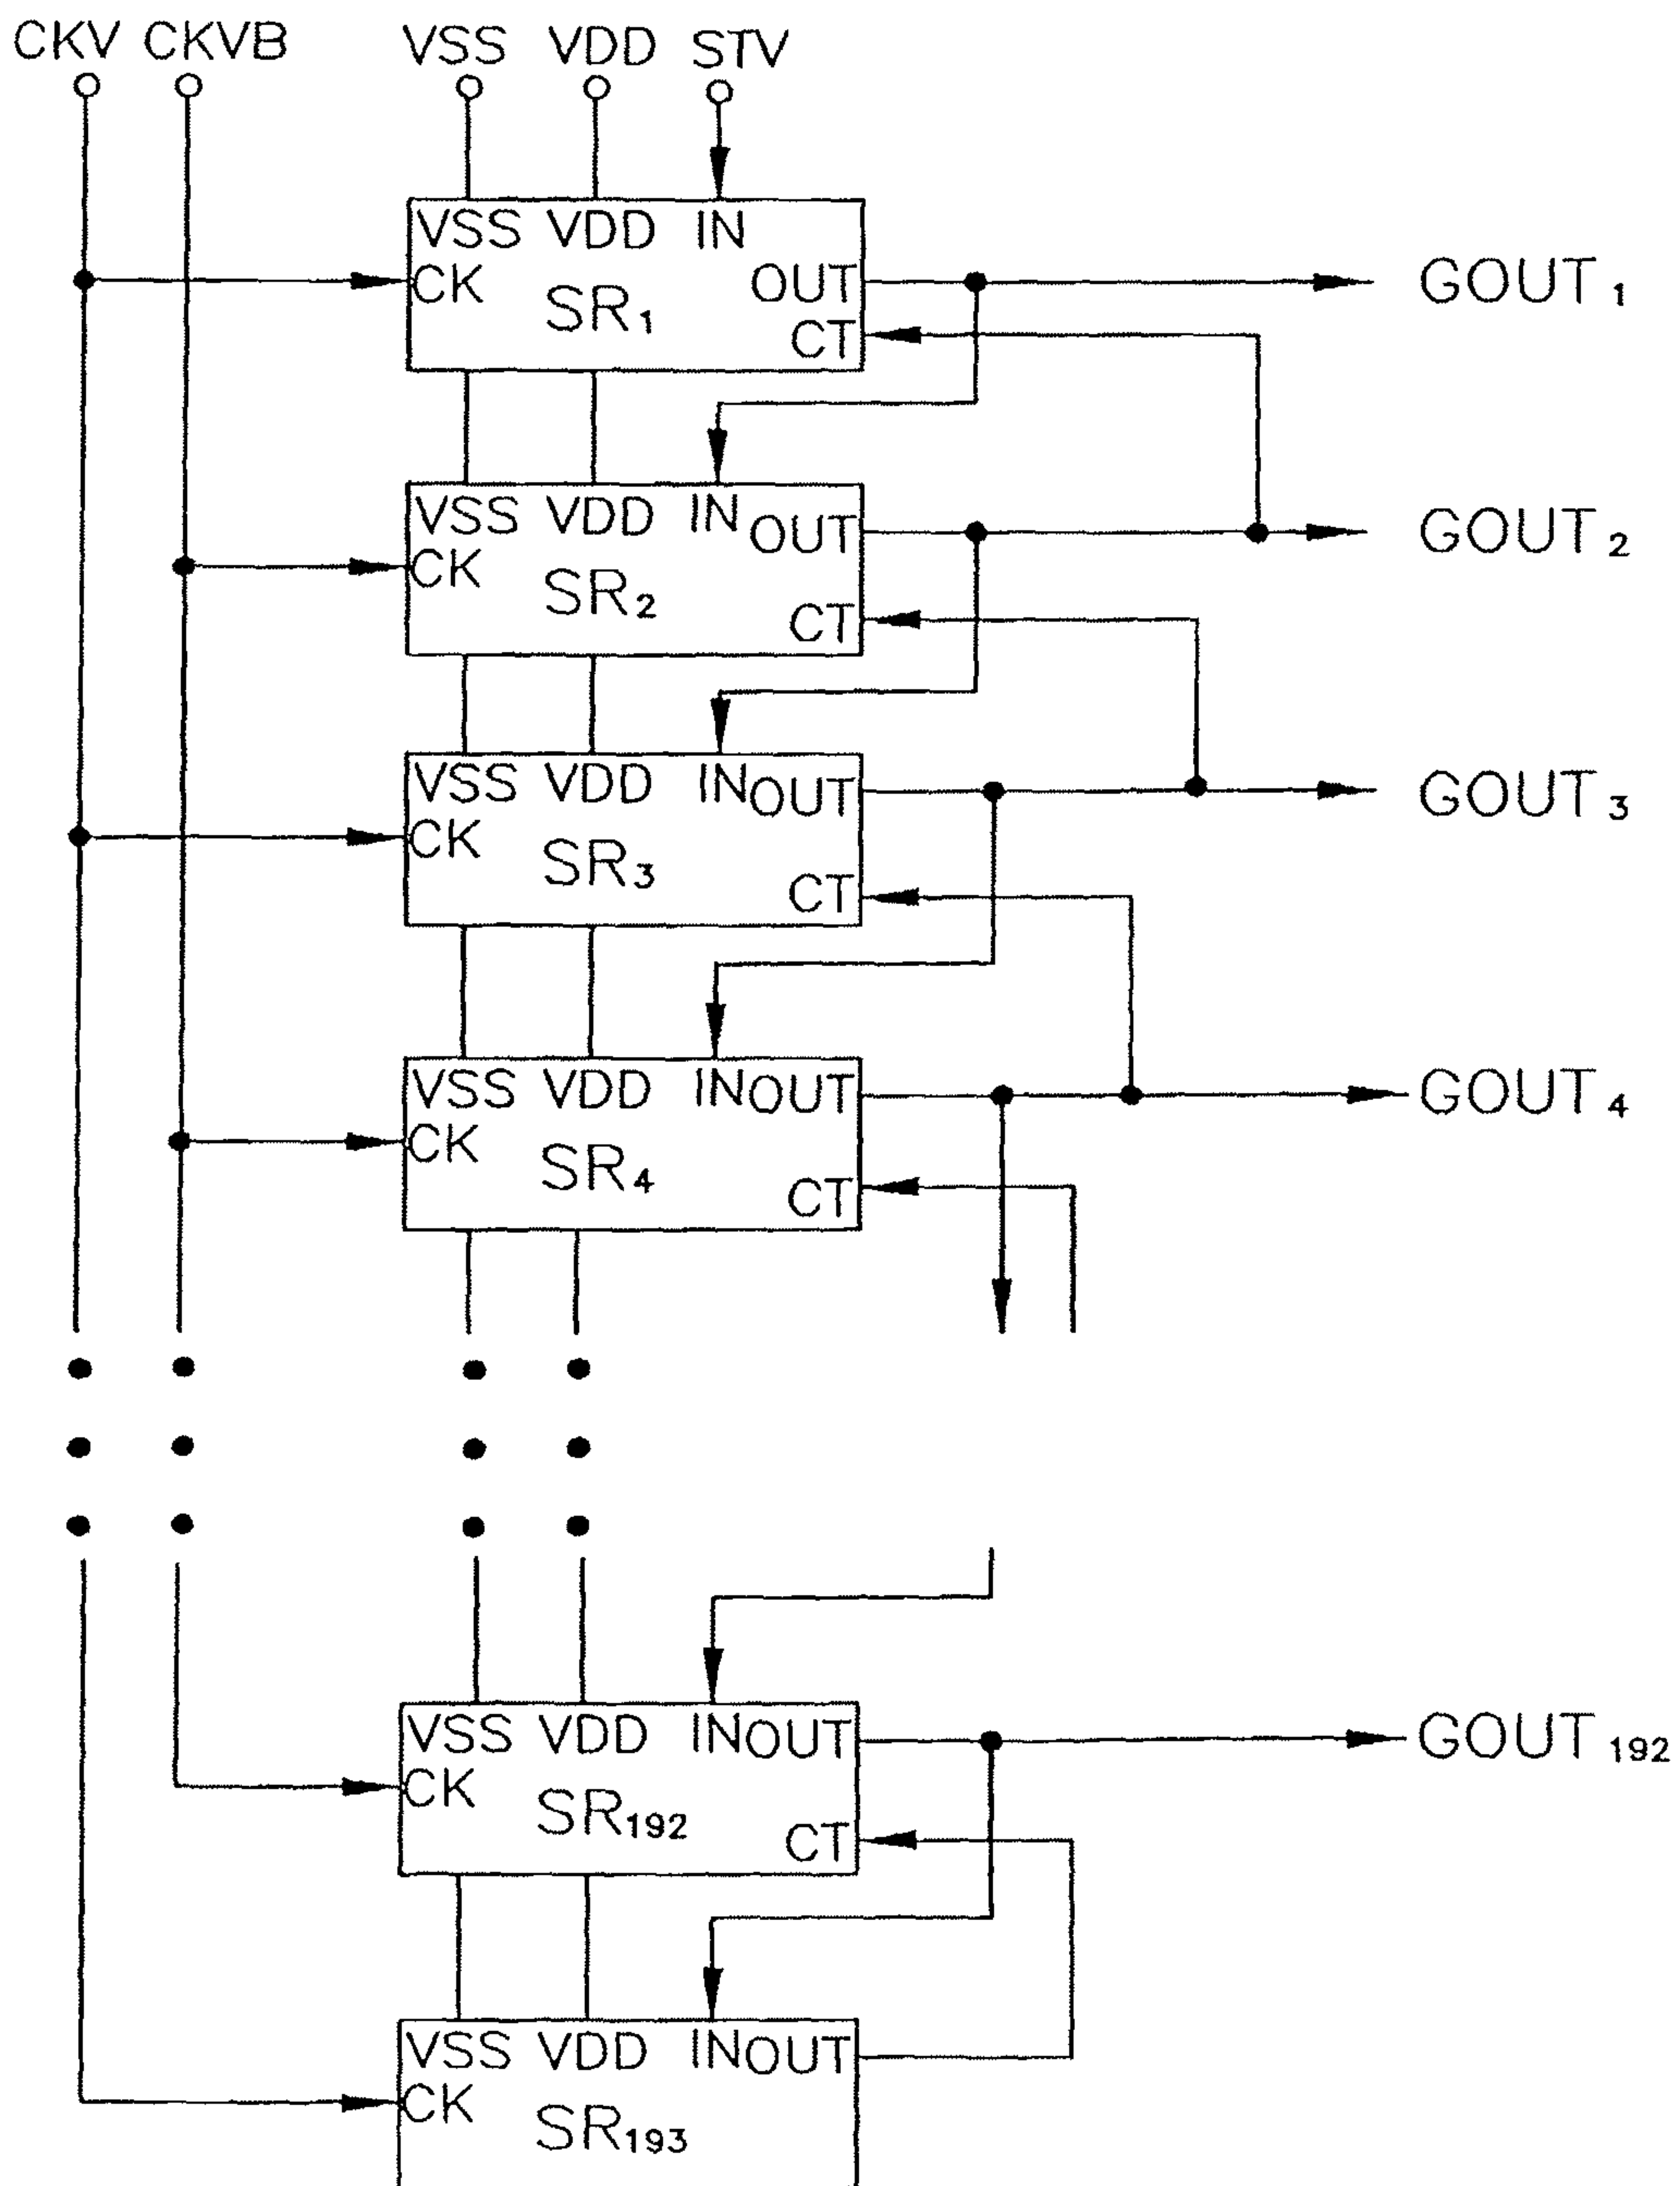 CKV CKVB VSS VDD STV
VSS VDD IN
CK SR1 OUT GOUT1
CT
VSS VDD IN OUT GOUT2
CK SR2
CT
VSS VDD IN OUT GOUT3
CK SR3
CT
VSS VDD IN OUT GOUT4
CK SR4
CT
VSS VDD IN OUT GOUT192
CK SR192
CT
VSS VDD IN OUT
CK SR193